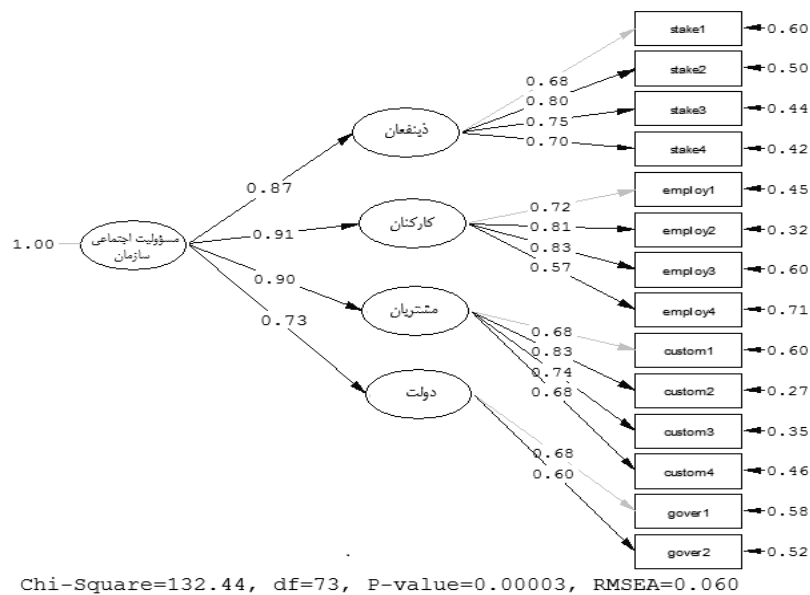 stake1
0.60
stake2
0.50
stake3
0.44
stake4
0.42
0.68
0.80
0.75
0.70
ذینفعان
0.87
employ1
0.45
employ2
0.32
employ3
0.60
employ4
0.71
0.72
0.81
0.83
0.57
کارکنان
0.91
1.00
مسؤولیت اجتماعی
سازمان
0.90
مشتریان
0.68
0.83
0.74
0.68
custom1
0.60
custom2
0.27
custom3
0.35
custom4
0.46
0.73
دولت
0.68
0.60
gover1
0.58
gover2
0.52
Chi-Square=132.44, df=73, P-value=0.00003, RMSEA=0.060